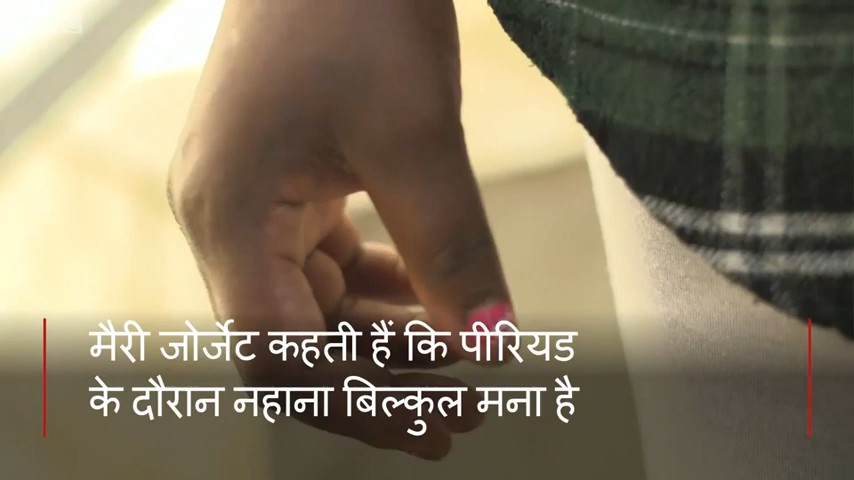 मैरी जोर्जेट कहती हैं कि पीरियड
के दौरान नहाना बिल्कुल मना है